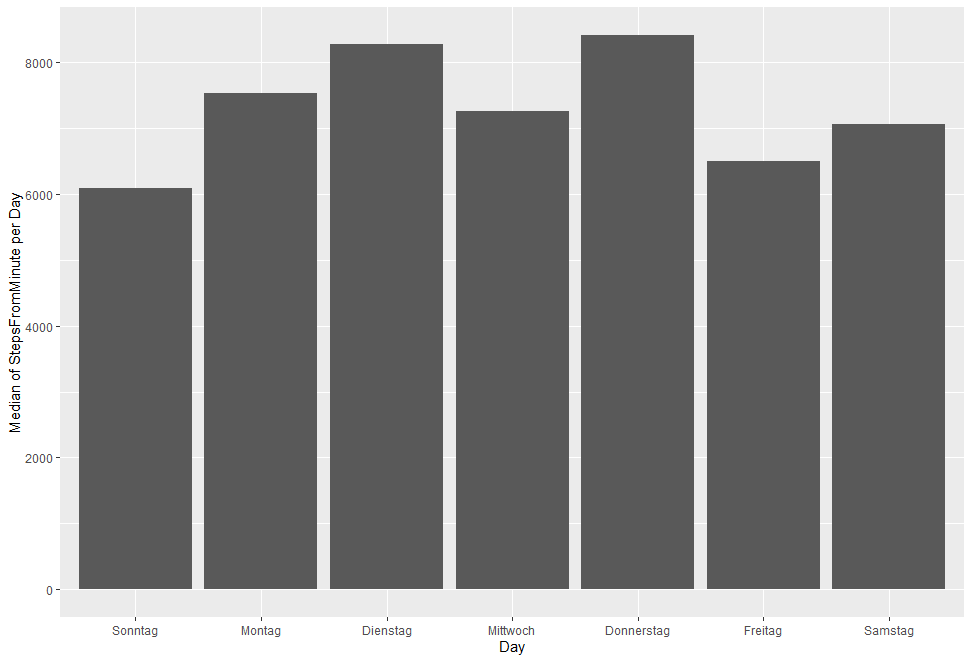 Median of StepsFromMinute per Day
8000
6000
4000
2000
0
Sonntag Montag Dienstag Mittwoch Donnerstag Freitag Samstag
Day